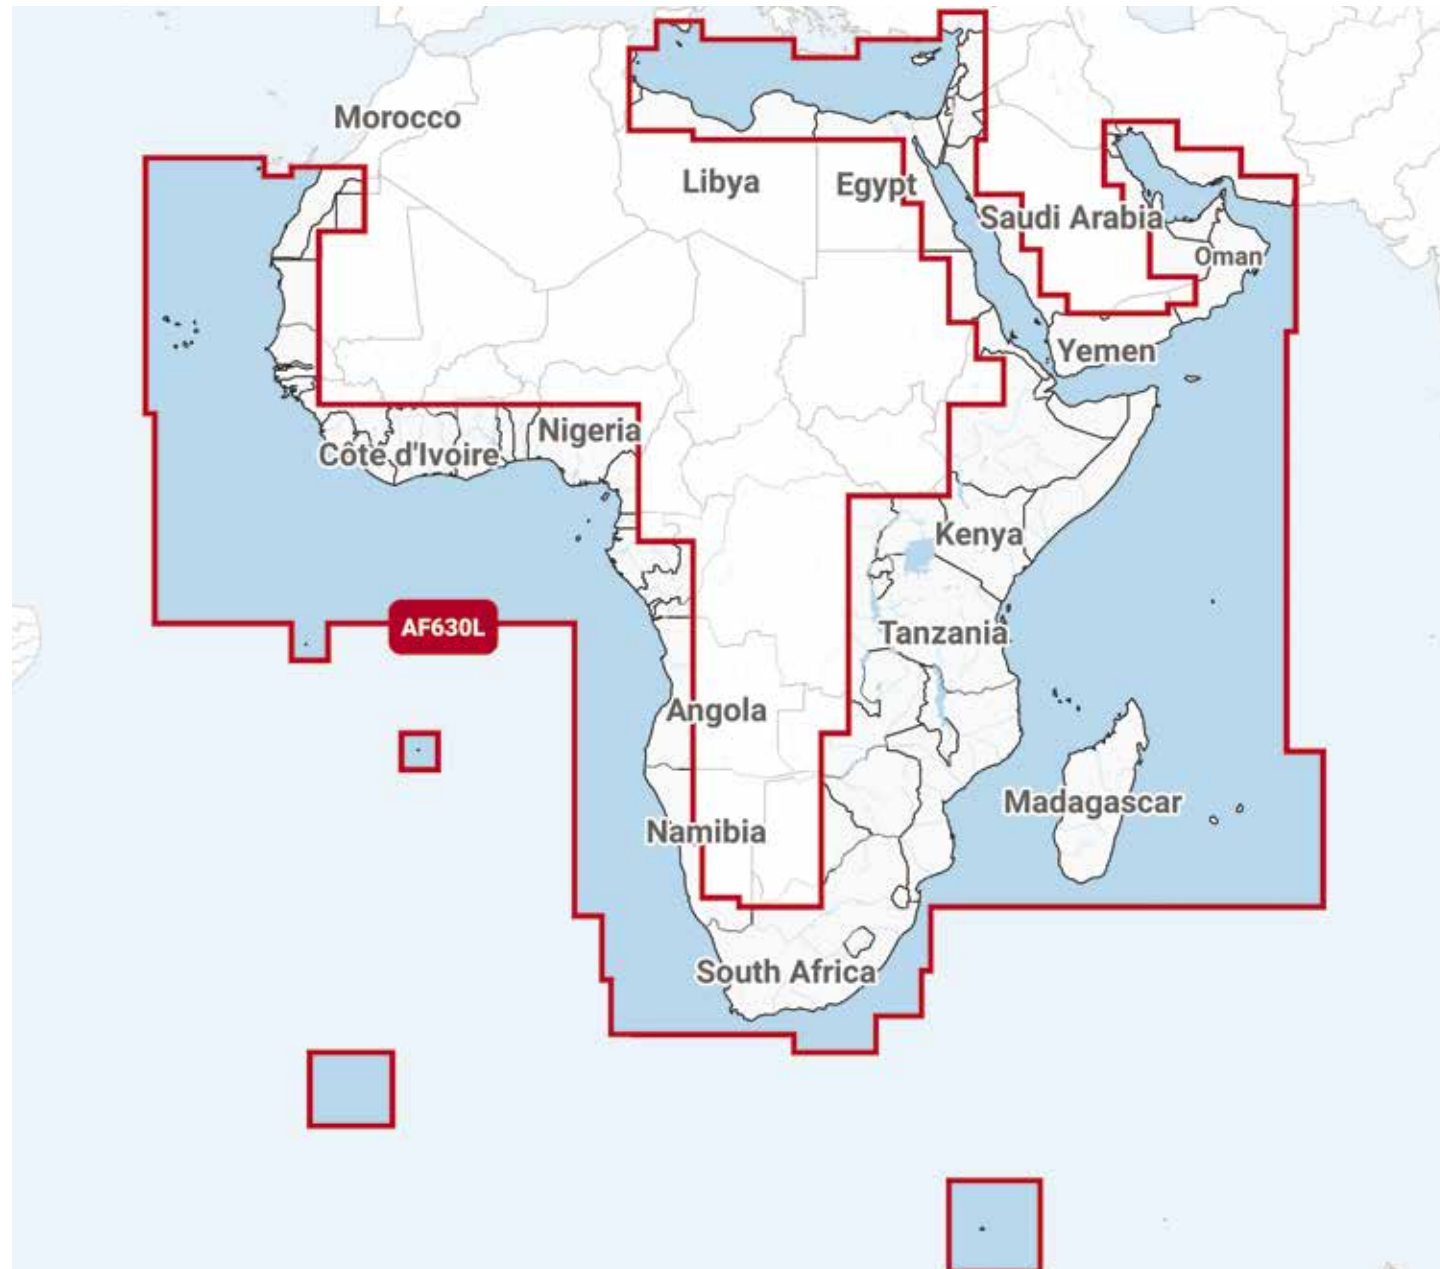 Morocco
Libya
Egypt
Saudi Arabia
Oman
Yemen
Nigeria
Côte d'Ivoire
Kenya
AF630L
Tanzania
Angola
Madagascar
Namibia
South Africa